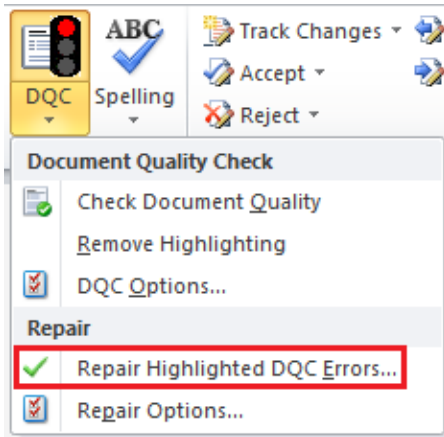 ABC Track Changes
Accept
DQC Spelling
Reject
Document Quality Check
Check Document Quality
Remove Highlighting
DQC Options...
Repair
Repair Highlighted DQC Errors...
Repair Options...